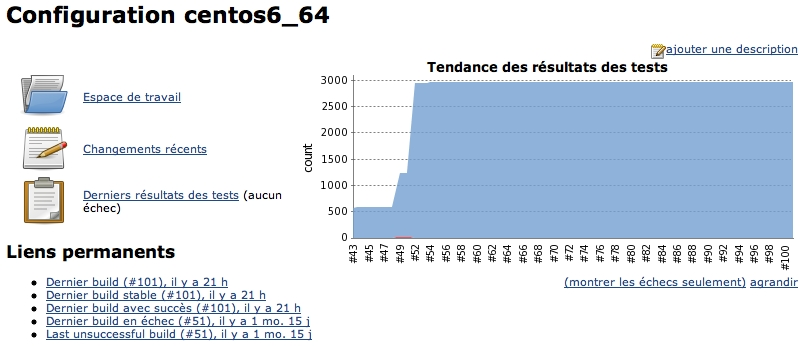 Configuration centos6_64
ajouter une description
Tendance des résultats des tests
Espace de travail
Changements récents
Derniers résultats des tests (aucun
échec)
3000
2500
2000
1500
1000
500
0
count
#43
#45
#47
#49
#52
#54
#56
#58
#60
#62
#64
#66
#68
#70
#72
#74
#76
#78
#80
#82
#84
#86
#88
#90
#92
#94
#96
#98
#100
(montrer les échecs seulement) agrandir
Liens permanents
Dernier build (#101), il y a 21 h
Dernier build stable (#101), il y a 21 h
Dernier build avec succès (#101), il y a 21 h
Dernier build en échec (#51), il y a 1 mo. 15 j
Last unsuccessful build (#51), il y a 1 mo. 15 j